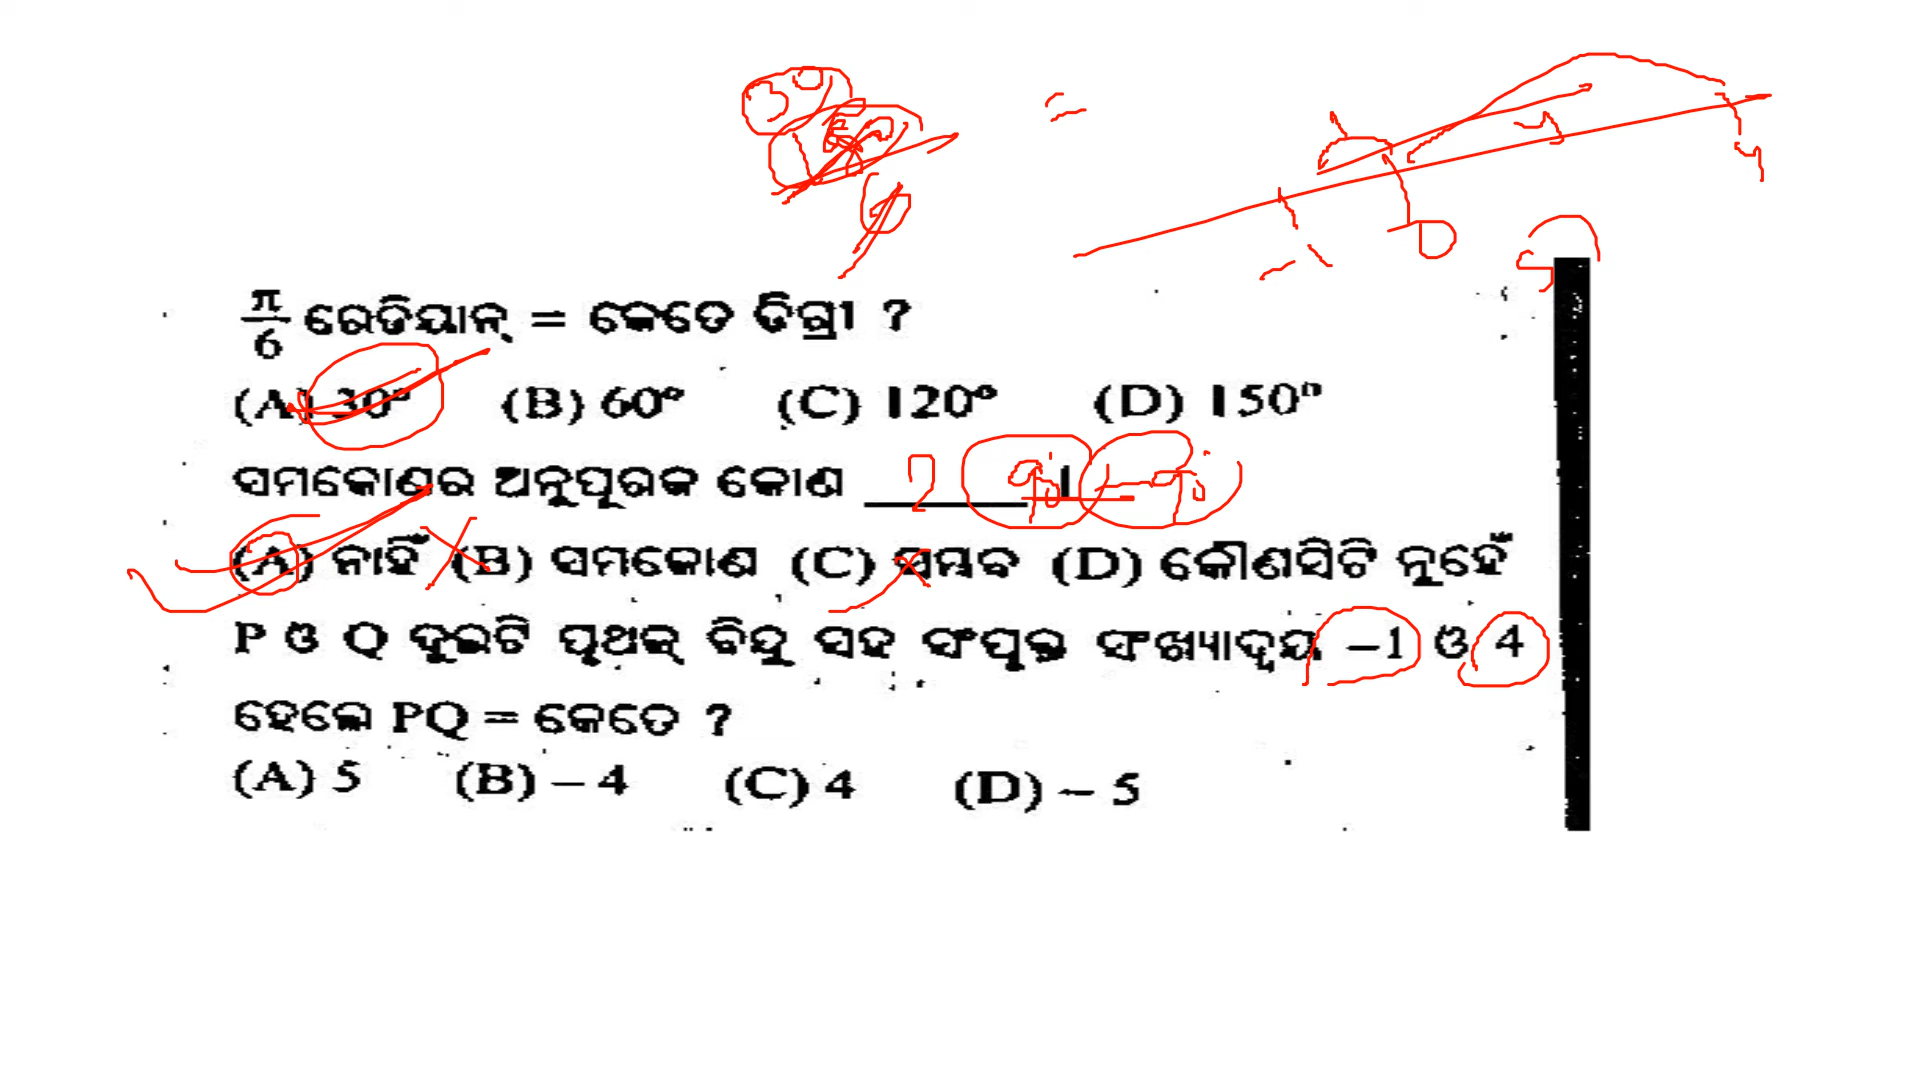 π/6 ରେଡିୟାନ୍ = କେତେ ଡିଗ୍ରୀ ?
(A) 30° (B) 60° (C) 120° (D) 150°
ସମକୋଣର ଅନୁପୂରକ କୋଣ ______ ।
(A) ନାହିଁ (B) ସମକୋଣ (C) ସମ୍ଭବ (D) କୌଣସିଟି ନୁହେଁ
P ଓ Q ଦୁଇଟି ପୃଥକ୍ ବିନ୍ଦୁ ସହ ସଂପୃକ୍ତ ସଂଖ୍ୟାଦ୍ୱୟ –1 ଓ 4
ହେଲେ PQ = କେତେ ?
(A) 5 (B) – 4 (C) 4 (D) – 5